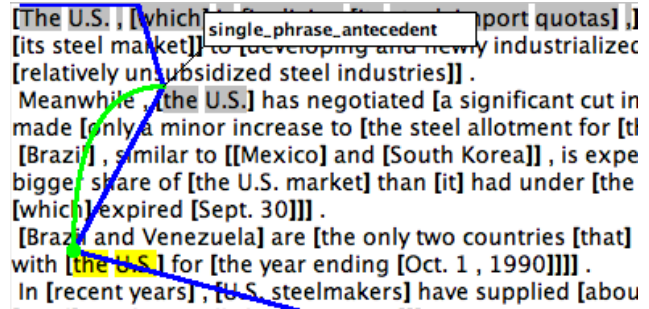 [The U.S. , [which import quotas] ,]
single_phrase_antecedent
[its steel market]] to [developing and newly industrialized
[relatively unsubsidized steel industries]] .
Meanwhile , [the U.S.] has negotiated [a significant cut in
made [only a minor increase to [the steel allotment for [t
[Brazil] , similar to [[Mexico] and [South Korea]] , is expe
bigger share of [the U.S. market] than [it] had under [the
[which] expired [Sept. 30]]] .
[Brazil and Venezuela] are [the only two countries [that]
with [the U.S.] for [the year ending [Oct. 1 , 1990]]]] .
In [recent years] , [U.S. steelmakers] have supplied [abou